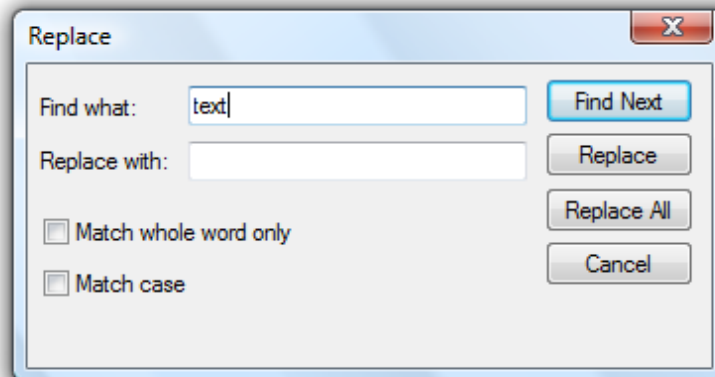 Replace
Find what: text Find Next
Replace with: Replace
Replace All
Match whole word only
Cancel
Match case